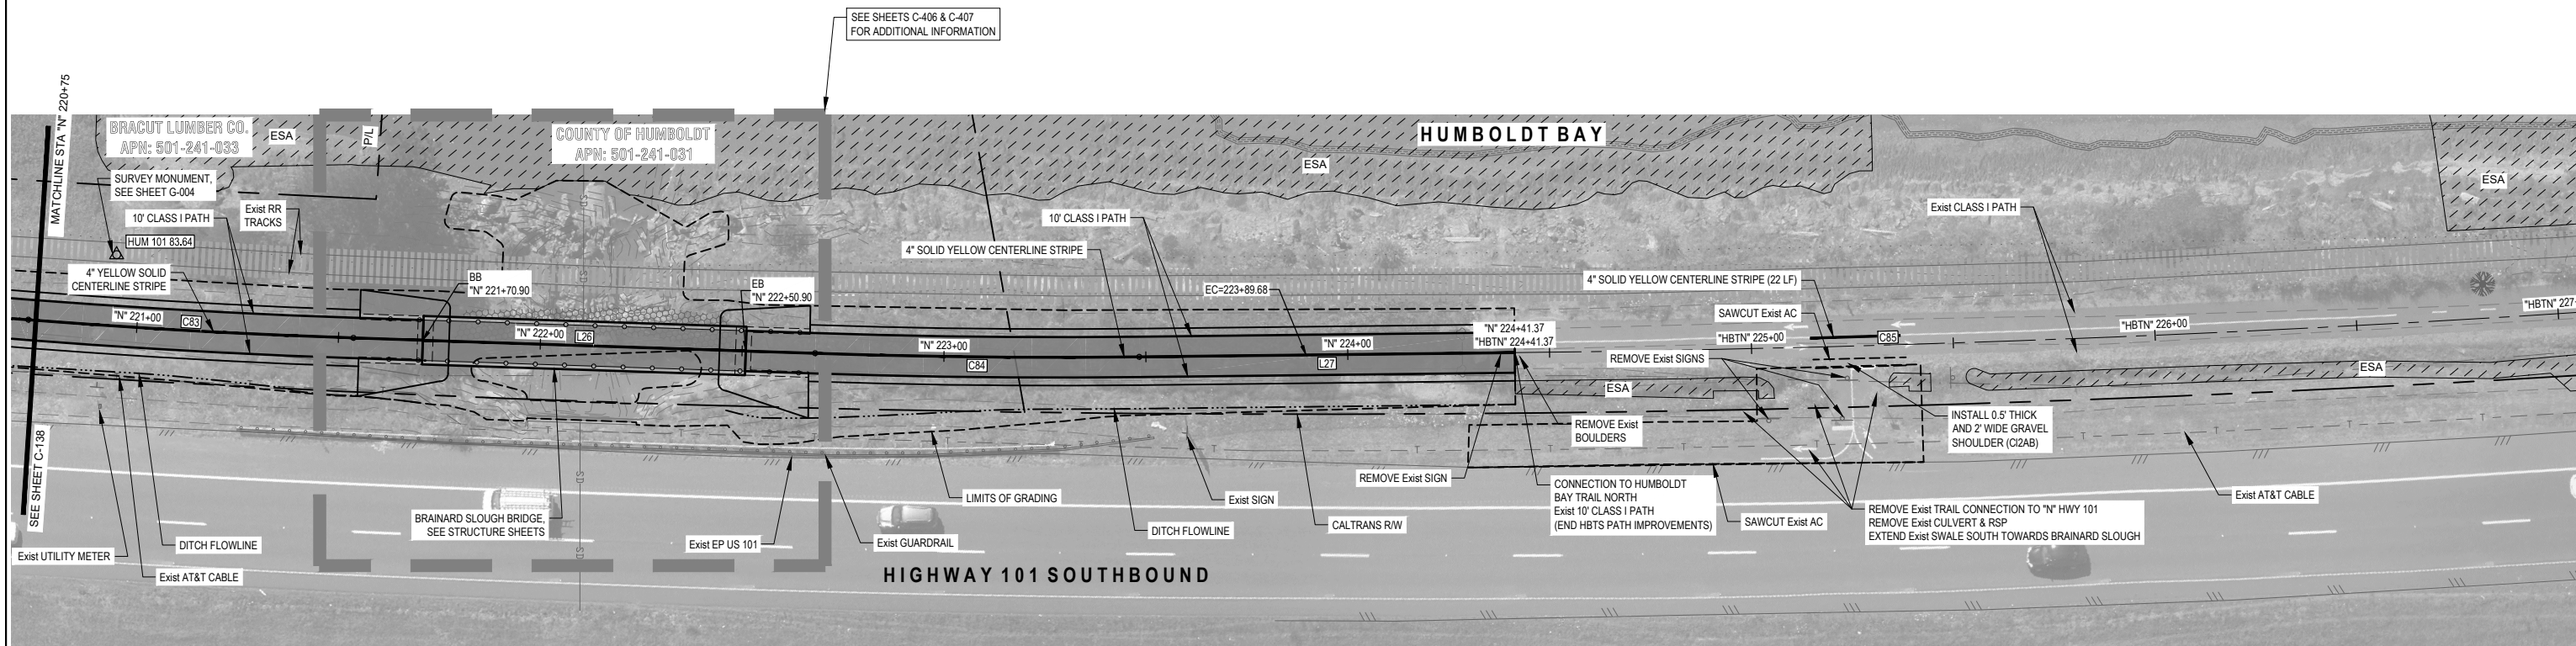 SEE SHEETS C-406 & C-407
FOR ADDITIONAL INFORMATION
MATCHLINE STA "N" 220+75
SEE SHEET C-138
BRACUT LUMBER CO.
APN: 501-241-033
ESA
P/L
COUNTY OF HUMBOLDT
APN: 501-241-031
HUMBOLDT BAY
ESA
ESA
SURVEY MONUMENT,
SEE SHEET G-004
10' CLASS I PATH
Exist RR
TRACKS
HUM 101 83.64
4" YELLOW SOLID
CENTERLINE STRIPE
BB
"N" 221+70.90
EB
"N" 222+50.90
4" SOLID YELLOW CENTERLINE STRIPE
10' CLASS I PATH
EC=223+89.68
Exist CLASS I PATH
4" SOLID YELLOW CENTERLINE STRIPE (22 LF)
SAWCUT Exist AC
"N" 221+00
C83
"N" 222+00
L26
"N" 223+00
C84
"N" 224+00
L27
"N" 224+41.37
"HBTN" 224+41.37
"HBTN" 225+00
C85
"HBTN" 226+00
"HBTN" 227+
REMOVE Exist SIGNS
ESA
ESA
REMOVE Exist
BOULDERS
INSTALL 0.5' THICK
AND 2' WIDE GRAVEL
SHOULDER (Cl2AB)
REMOVE Exist SIGN
CONNECTION TO HUMBOLDT
BAY TRAIL NORTH
Exist 10' CLASS I PATH
(END HBTS PATH IMPROVEMENTS)
SAWCUT Exist AC
REMOVE Exist TRAIL CONNECTION TO "N" HWY 101
REMOVE Exist CULVERT & RSP
EXTEND Exist SWALE SOUTH TOWARDS BRAINARD SLOUGH
Exist AT&T CABLE
LIMITS OF GRADING
Exist SIGN
DITCH FLOWLINE
CALTRANS R/W
BRAINARD SLOUGH BRIDGE,
SEE STRUCTURE SHEETS
Exist EP US 101
Exist GUARDRAIL
Exist UTILITY METER
DITCH FLOWLINE
Exist AT&T CABLE
HIGHWAY 101 SOUTHBOUND
SD
SD
SD